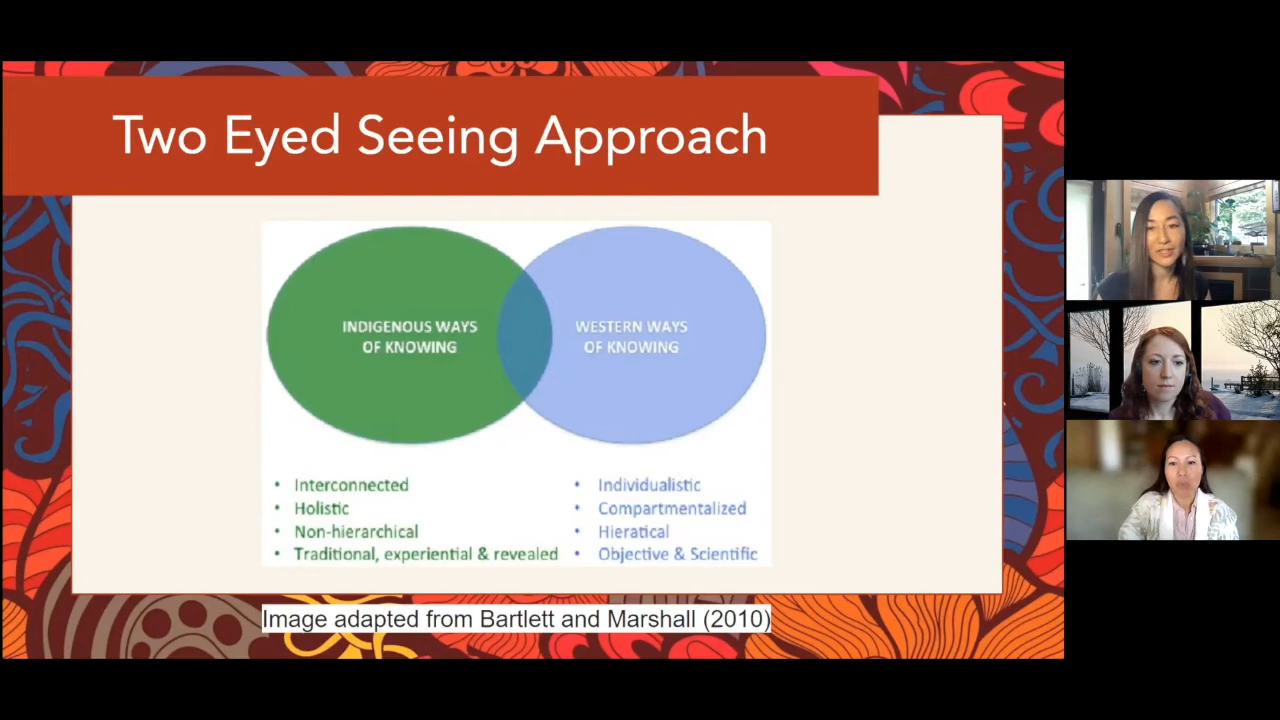 Two Eyed Seeing Approach
INDIGENOUS WAYS
OF KNOWING
WESTERN WAYS
OF KNOWING
• Interconnected
• Holistic
• Non-hierarchical
• Traditional, experiential & revealed
• Individualistic
• Compartmentalized
• Hieratical
• Objective & Scientific
Image adapted from Bartlett and Marshall (2010)